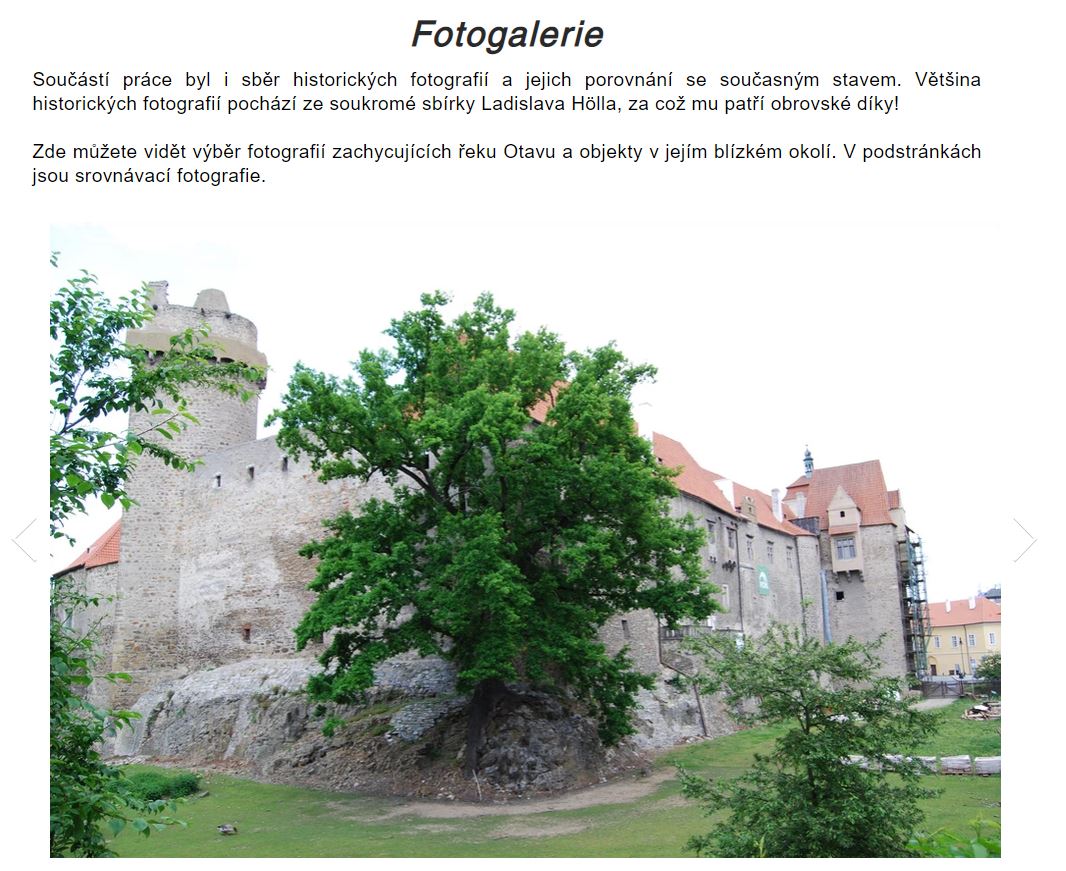 Fotogalerie
Součástí práce byl i sběr historických fotografií a jejich porovnání se současným stavem. Většina
historických fotografií pochází ze soukromé sbírky Ladislava Hölla, za což mu patří obrovské díky!
Zde můžete vidět výběr fotografií zachycujících řeku Otavu a objekty v jejím blízkém okolí. V podstránkách
jsou srovnávací fotografie.